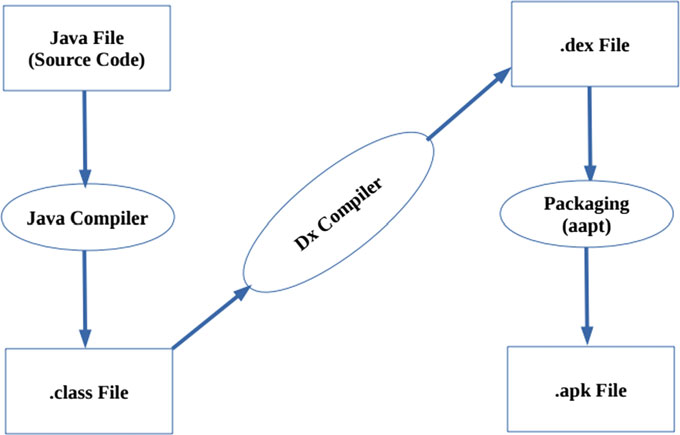 Java File
(Source Code)
Java Compiler
.class File
Dx Compiler
.dex File
Packaging
(aapt)
.apk File